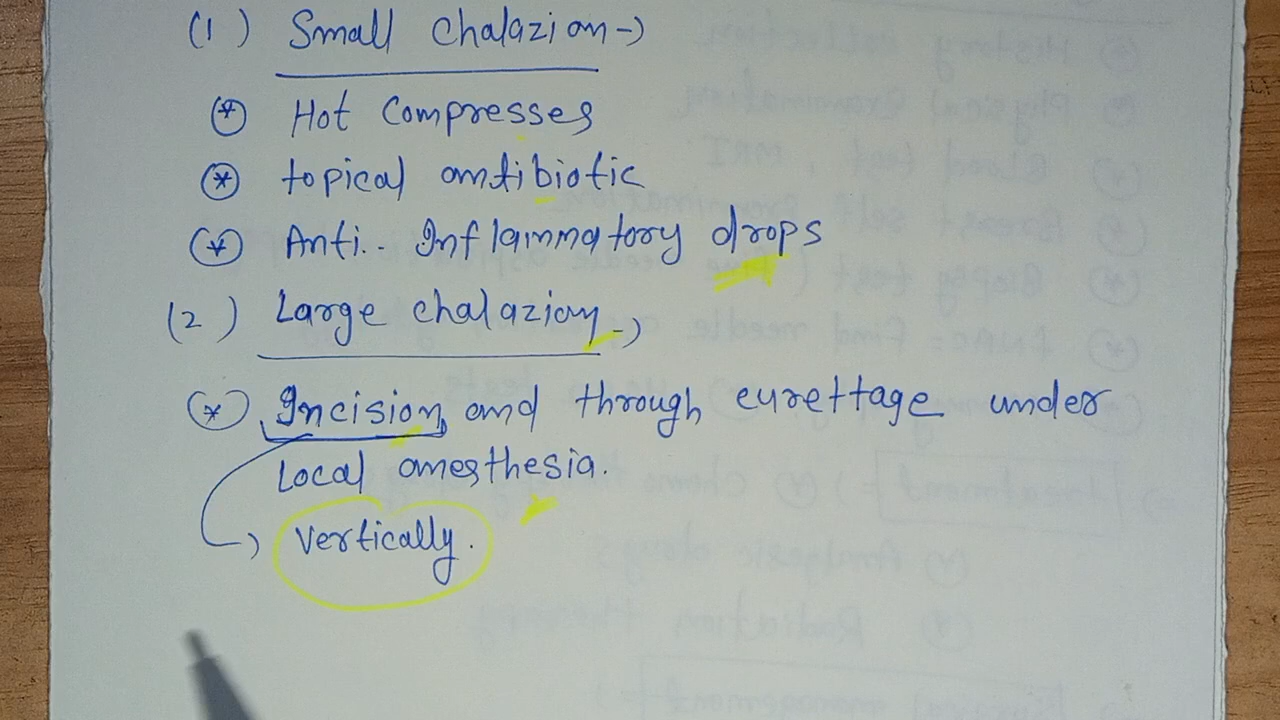 (1) Small Chalazion →
* Hot Compresses
* topical antibiotic
* Anti.. Inflammatory drops
(2) Large chalazion →
* Incision, and through curettage under
Local anesthesia.
→ Vertically.